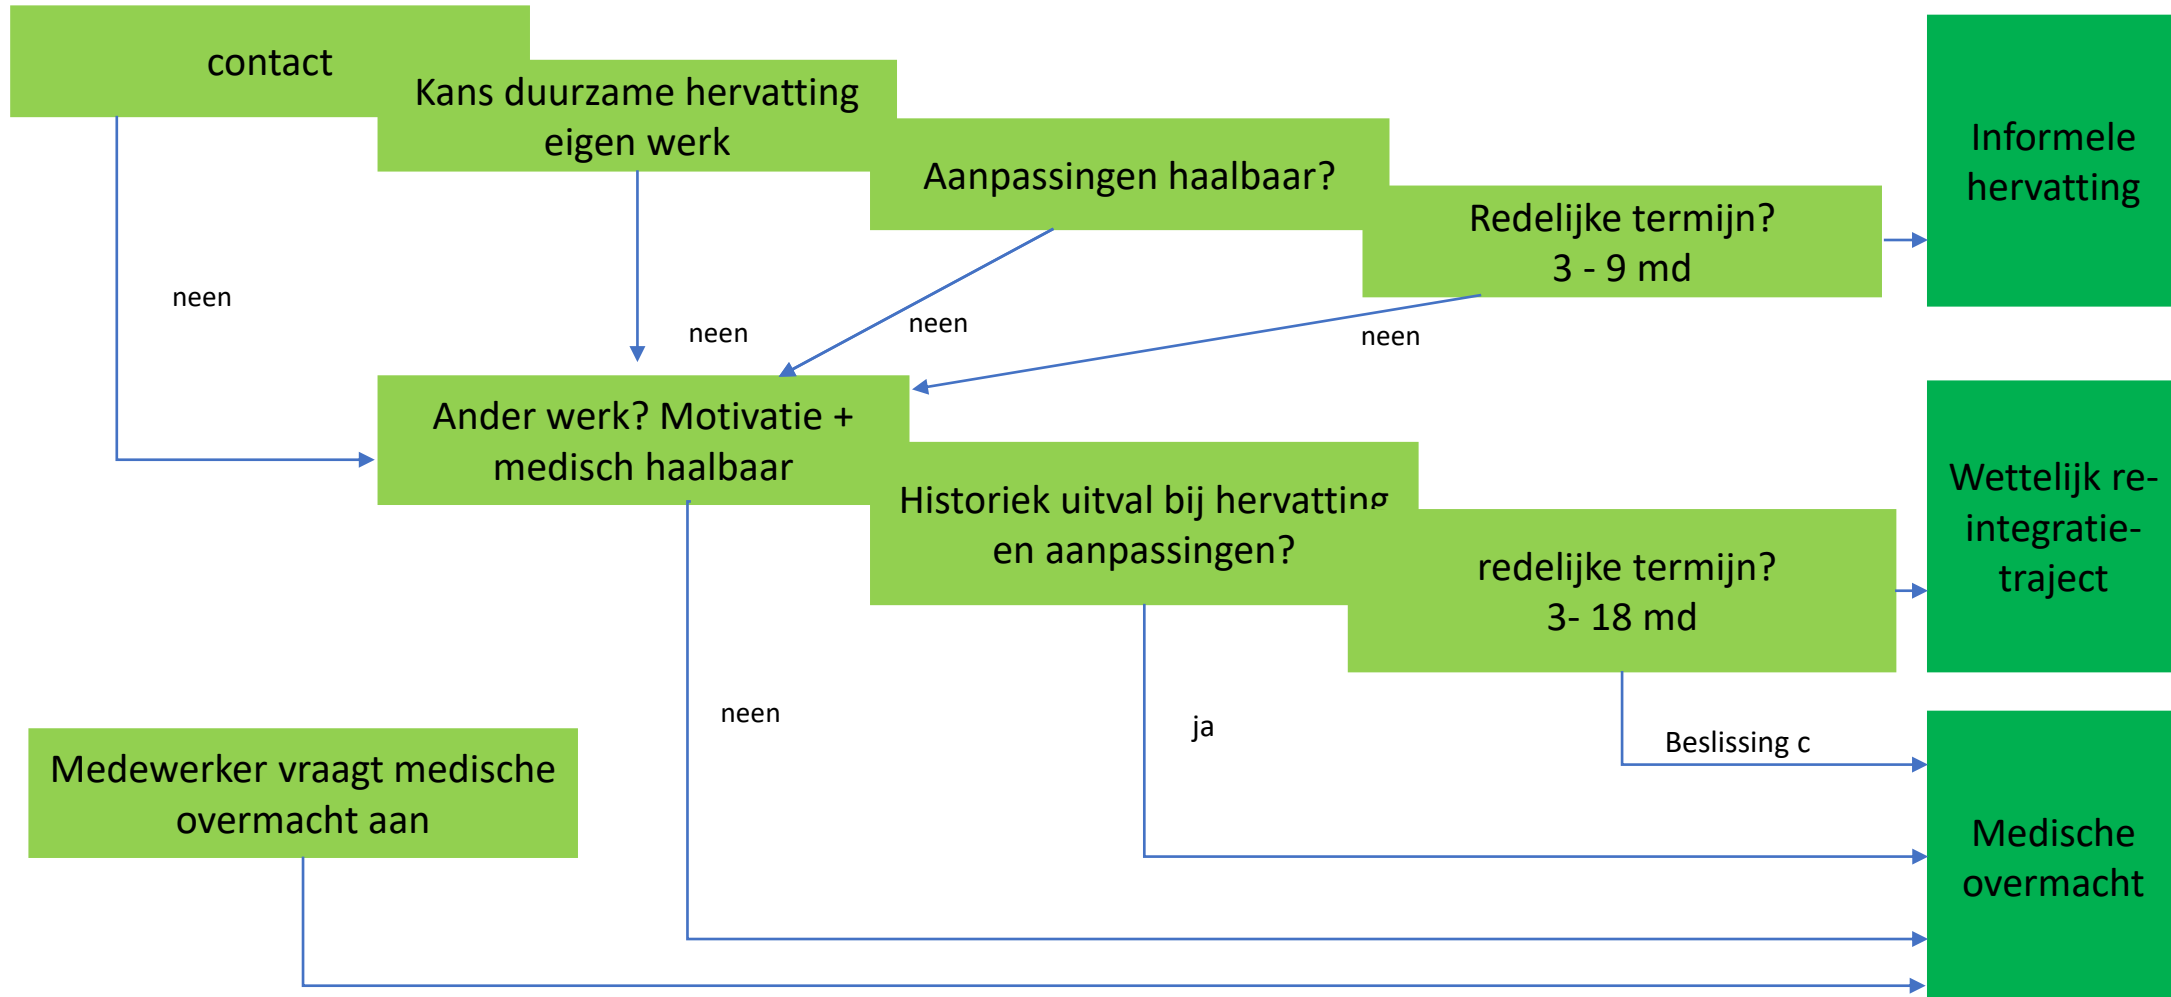 contact
Kans duurzame hervatting
eigen werk
Aanpassingen haalbaar?
Redelijke termijn?
3 - 9 md
Informele
hervatting
neen
neen
neen
neen
Ander werk? Motivatie +
medisch haalbaar
Historiek uitval bij hervatting
en aanpassingen?
redelijke termijn?
3- 18 md
Wettelijk re-
integratie-
traject
neen
ja
Beslissing c
Medewerker vraagt medische
overmacht aan
Medische
overmacht